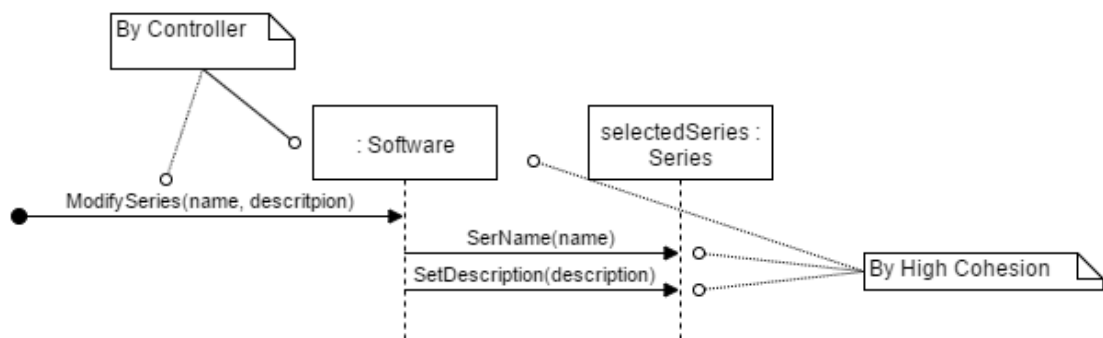 By Controller
: Software
selectedSeries :
Series
ModifySeries(name, descritpion)
SerName(name)
SetDescription(description)
By High Cohesion